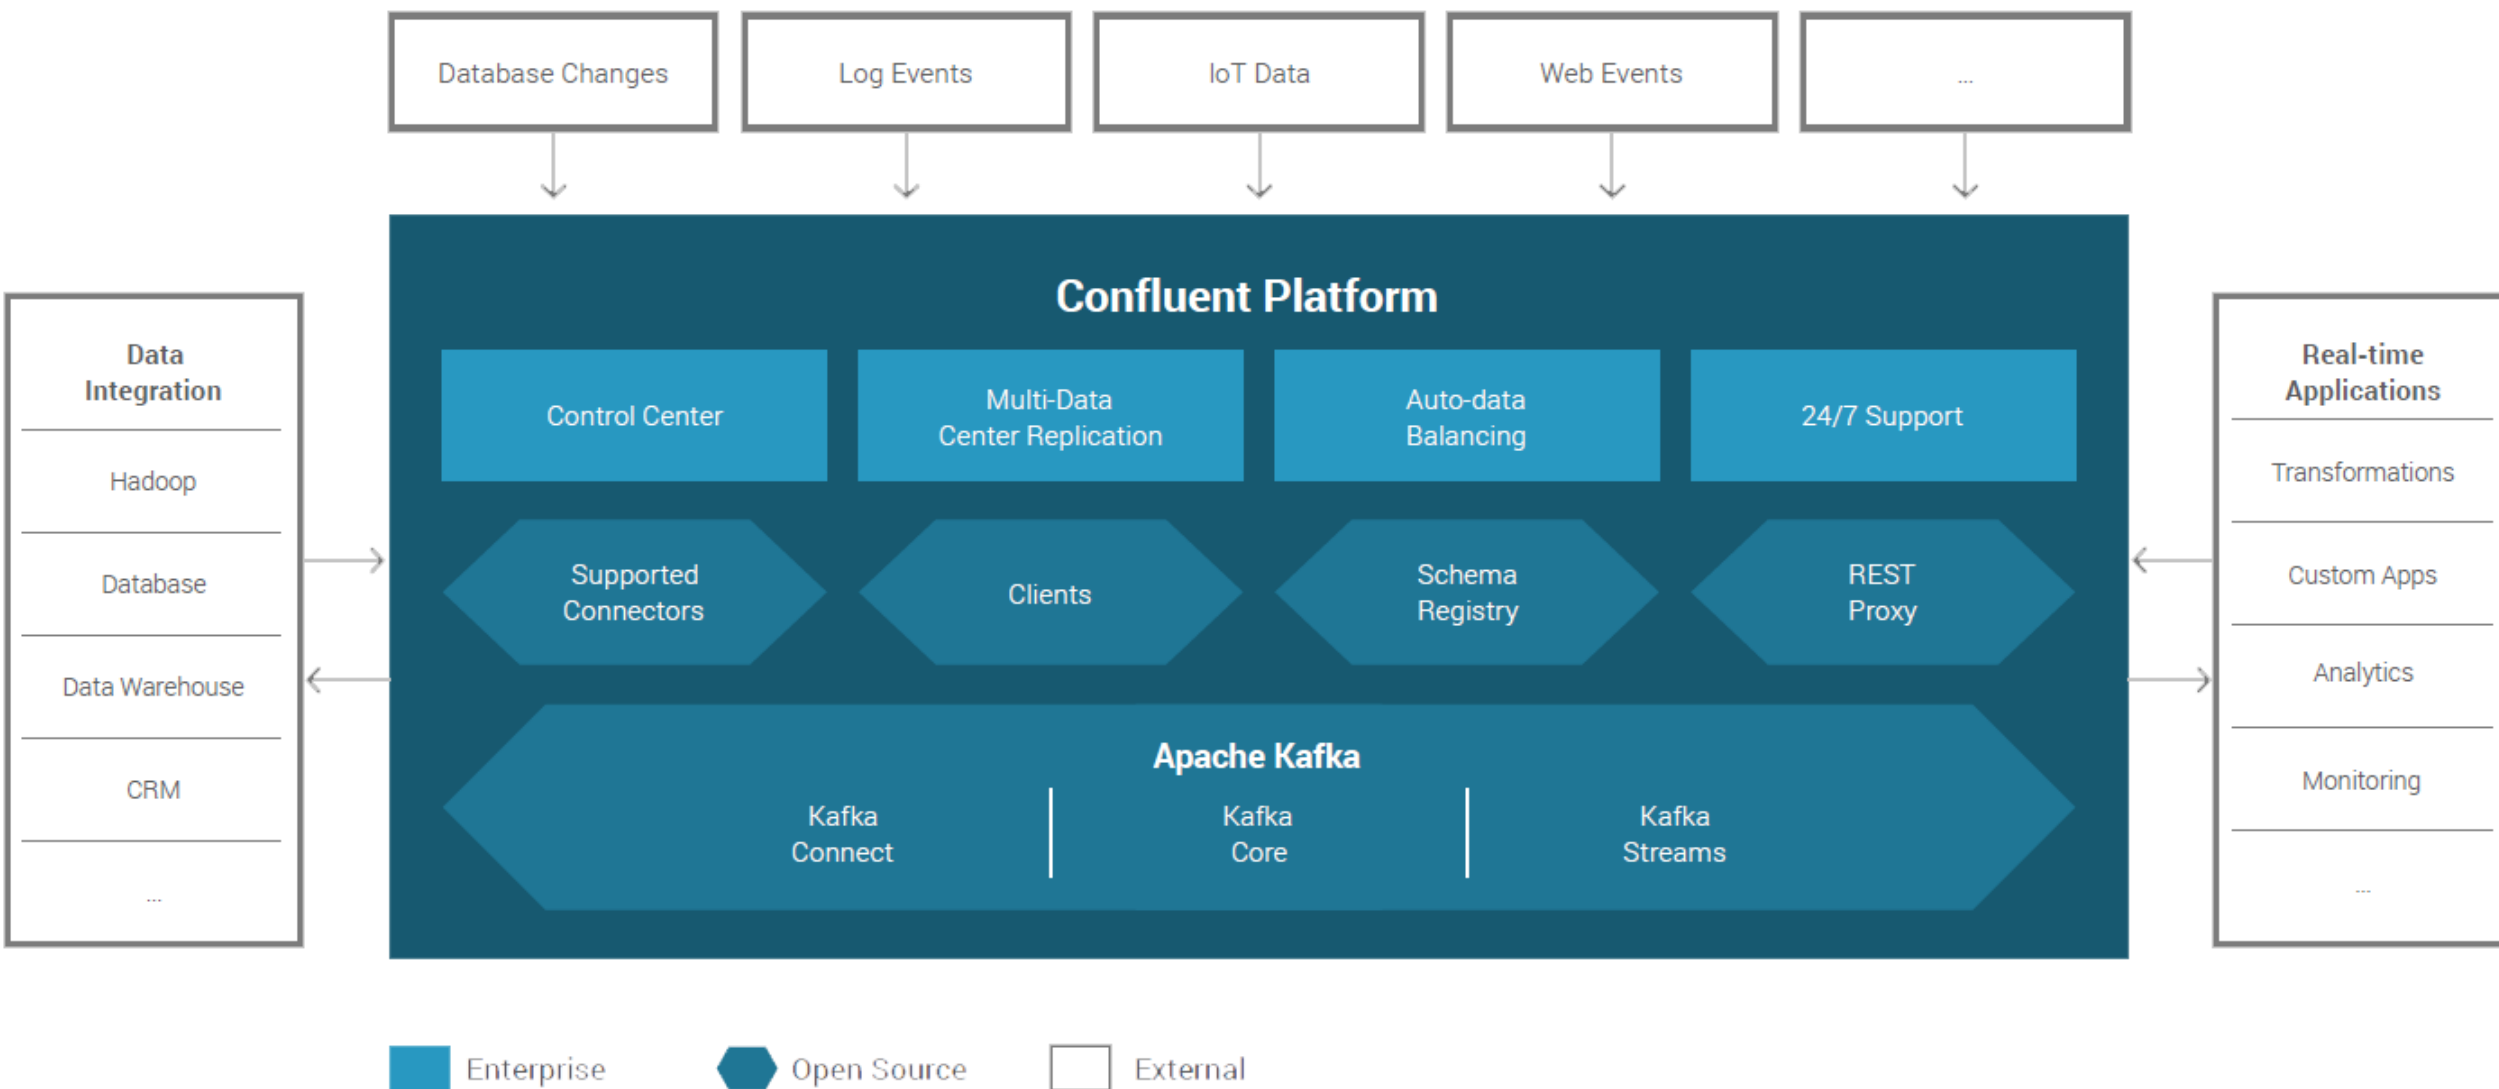 Database Changes
Log Events
IoT Data
Web Events
...
Data
Integration
Hadoop
Database
Data Warehouse
CRM
...
Confluent Platform
Control Center
Multi-Data
Center Replication
Auto-data
Balancing
24/7 Support
Supported
Connectors
Clients
Schema
Registry
REST
Proxy
Apache Kafka
Kafka
Connect
Kafka
Core
Kafka
Streams
Real-time
Applications
Transformations
Custom Apps
Analytics
Monitoring
...
Enterprise
Open Source
External